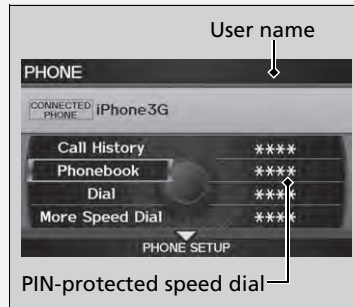 User name
PHONE
CONNECTED PHONE iPhone3G
Call History ****
Phonebook ****
Dial ****
More Speed Dial ****
PHONE SETUP
PIN-protected speed dial